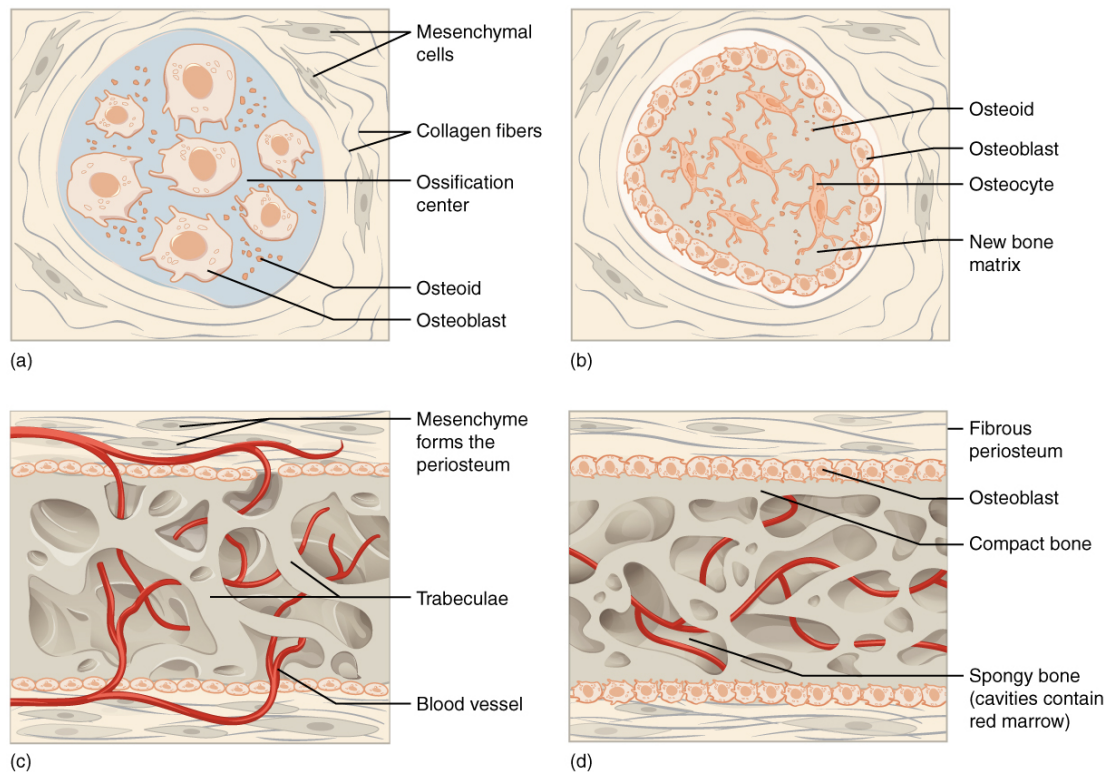 Mesenchymal
cells
Collagen fibers
Ossification
center
Osteoid
Osteoblast
(a)
Osteoid
Osteoblast
Osteocyte
New bone
matrix
(b)
Mesenchyme
forms the
periosteum
Trabeculae
Blood vessel
(c)
Fibrous
periosteum
Osteoblast
Compact bone
Spongy bone
(cavities contain
red marrow)
(d)